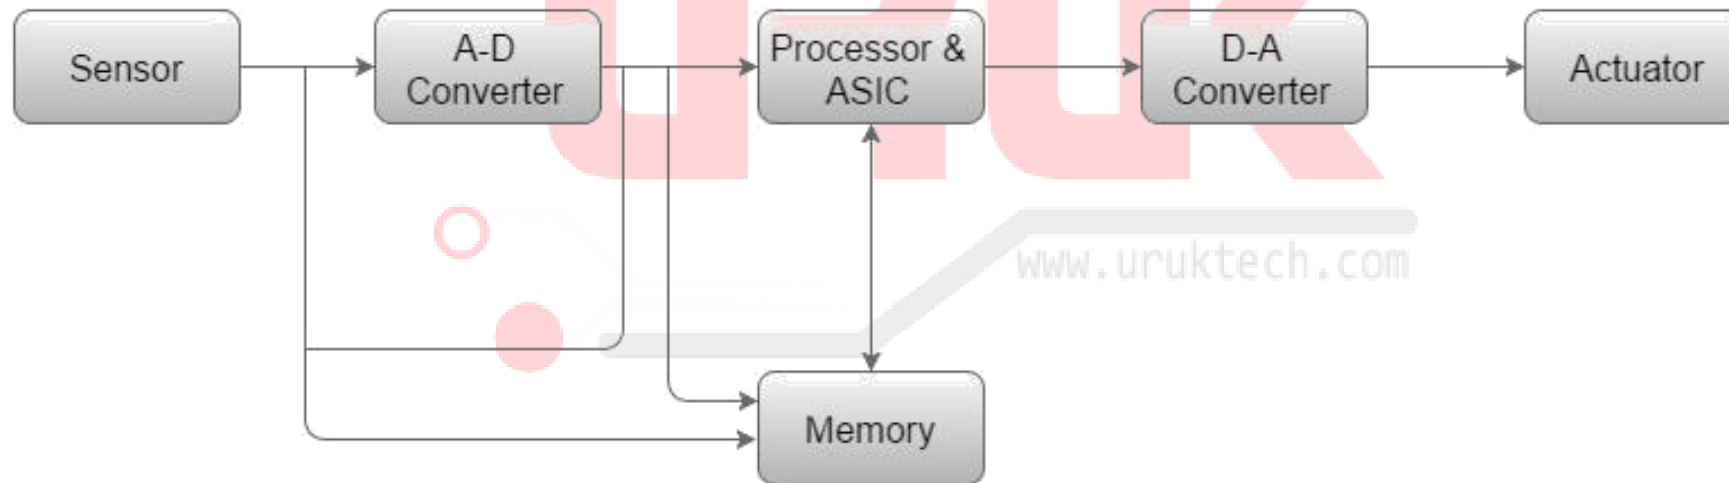 Sensor
A-D
Converter
Processor &
ASIC
D-A
Converter
Actuator
www.uruktech.com
Memory